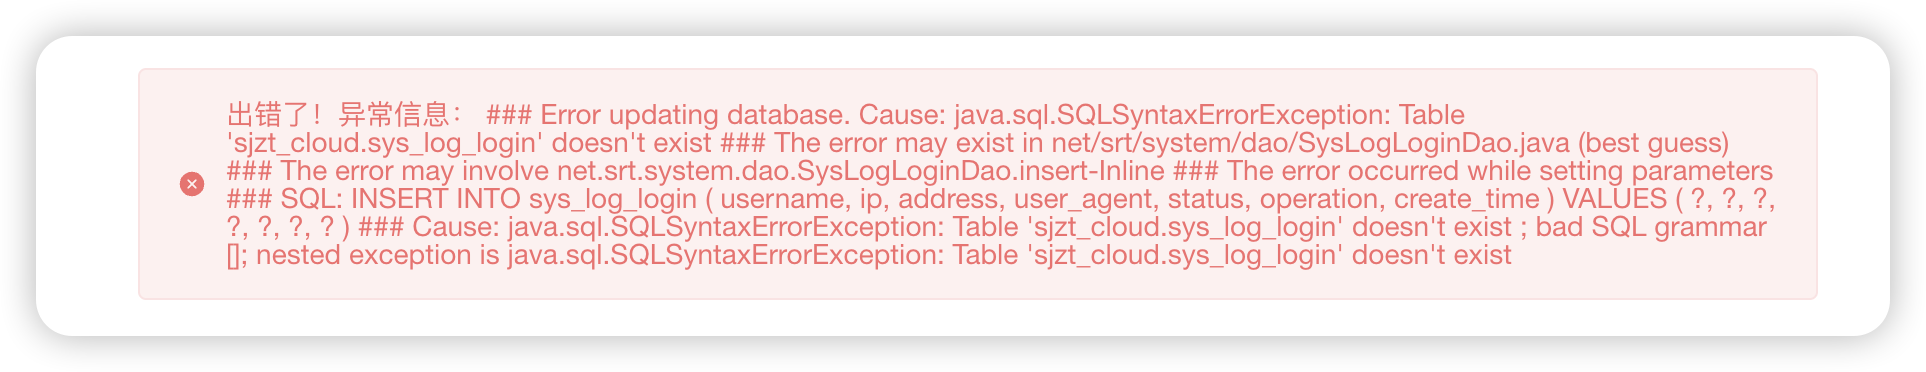 出错了！异常信息： ### Error updating database. Cause: java.sql.SQLSyntaxErrorException: Table
'sjzt_cloud.sys_log_login' doesn't exist ### The error may exist in net/srt/system/dao/SysLogLoginDao.java (best guess)
### The error may involve net.srt.system.dao.SysLogLoginDao.insert-Inline ### The error occurred while setting parameters
### SQL: INSERT INTO sys_log_login ( username, ip, address, user_agent, status, operation, create_time ) VALUES ( ?, ?, ?,
?, ?, ?, ? ) ### Cause: java.sql.SQLSyntaxErrorException: Table 'sjzt_cloud.sys_log_login' doesn't exist ; bad SQL grammar
[]; nested exception is java.sql.SQLSyntaxErrorException: Table 'sjzt_cloud.sys_log_login' doesn't exist